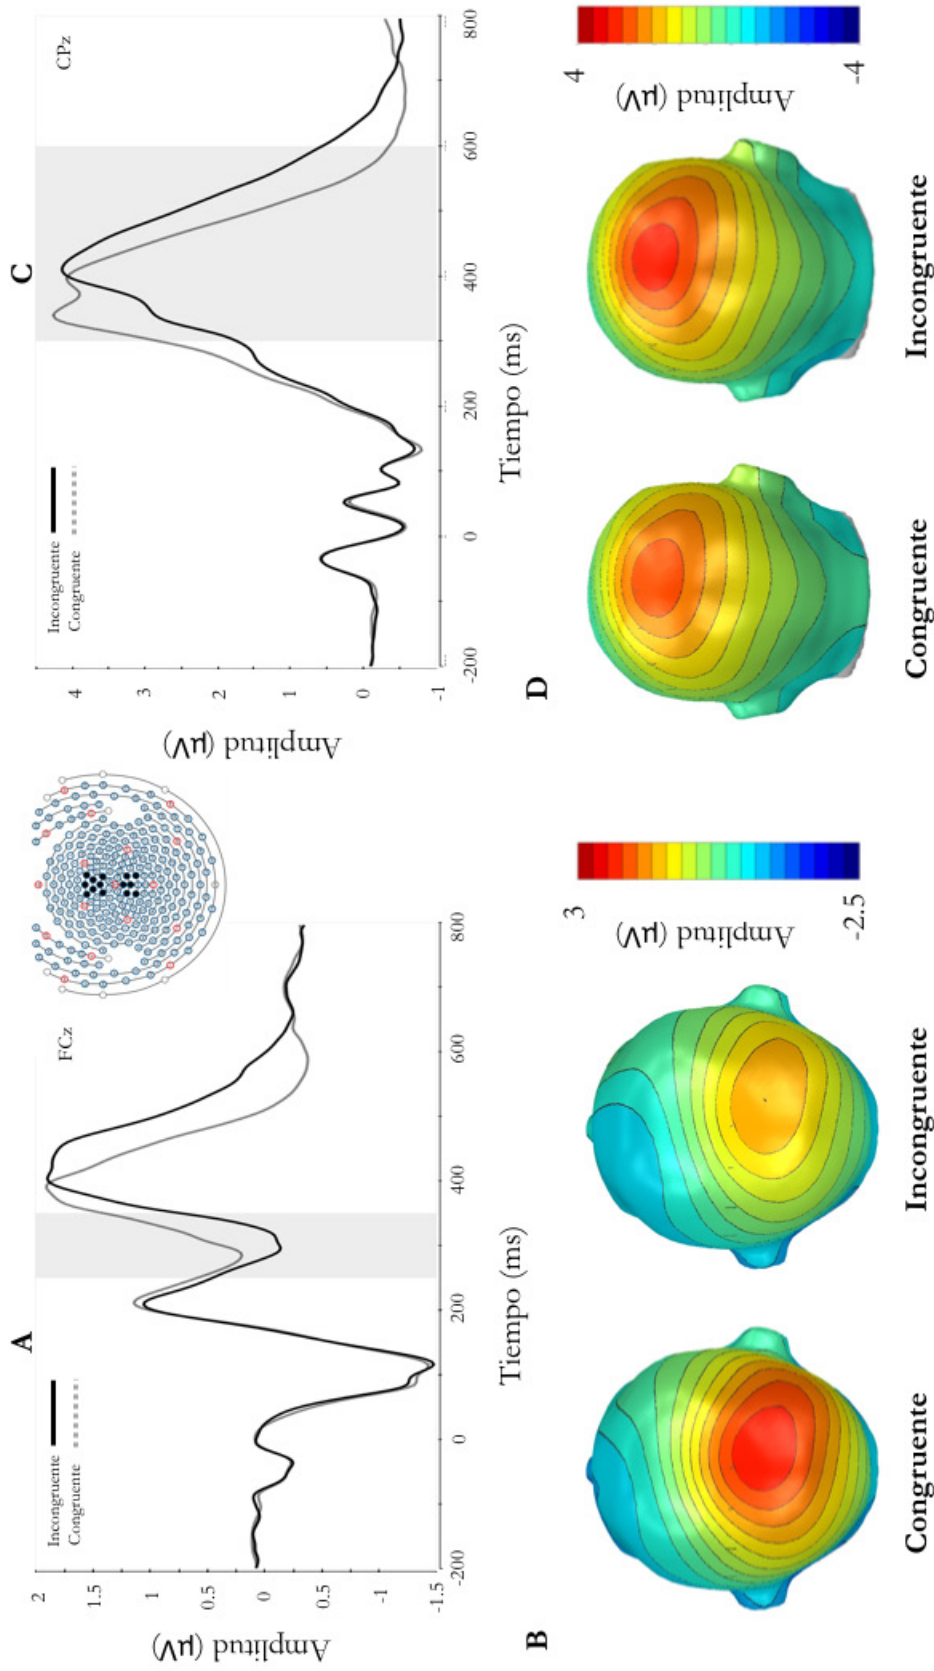 A
Incongruente
Congruente
FCz
2
1.5
1
0.5
0
0.5
-1
-1.5
Amplitud (μV)
-200
0
200
400
600
800
Tiempo (ms)
C
Incongruente
Congruente
CPz
4
3
2
1
0
-1
Amplitud (μV)
-200
0
200
400
600
800
Tiempo (ms)
B
Congruente
Incongruente
3
-2.5
Amplitud (μV)
D
Congruente
Incongruente
4
-4
Amplitud (μV)